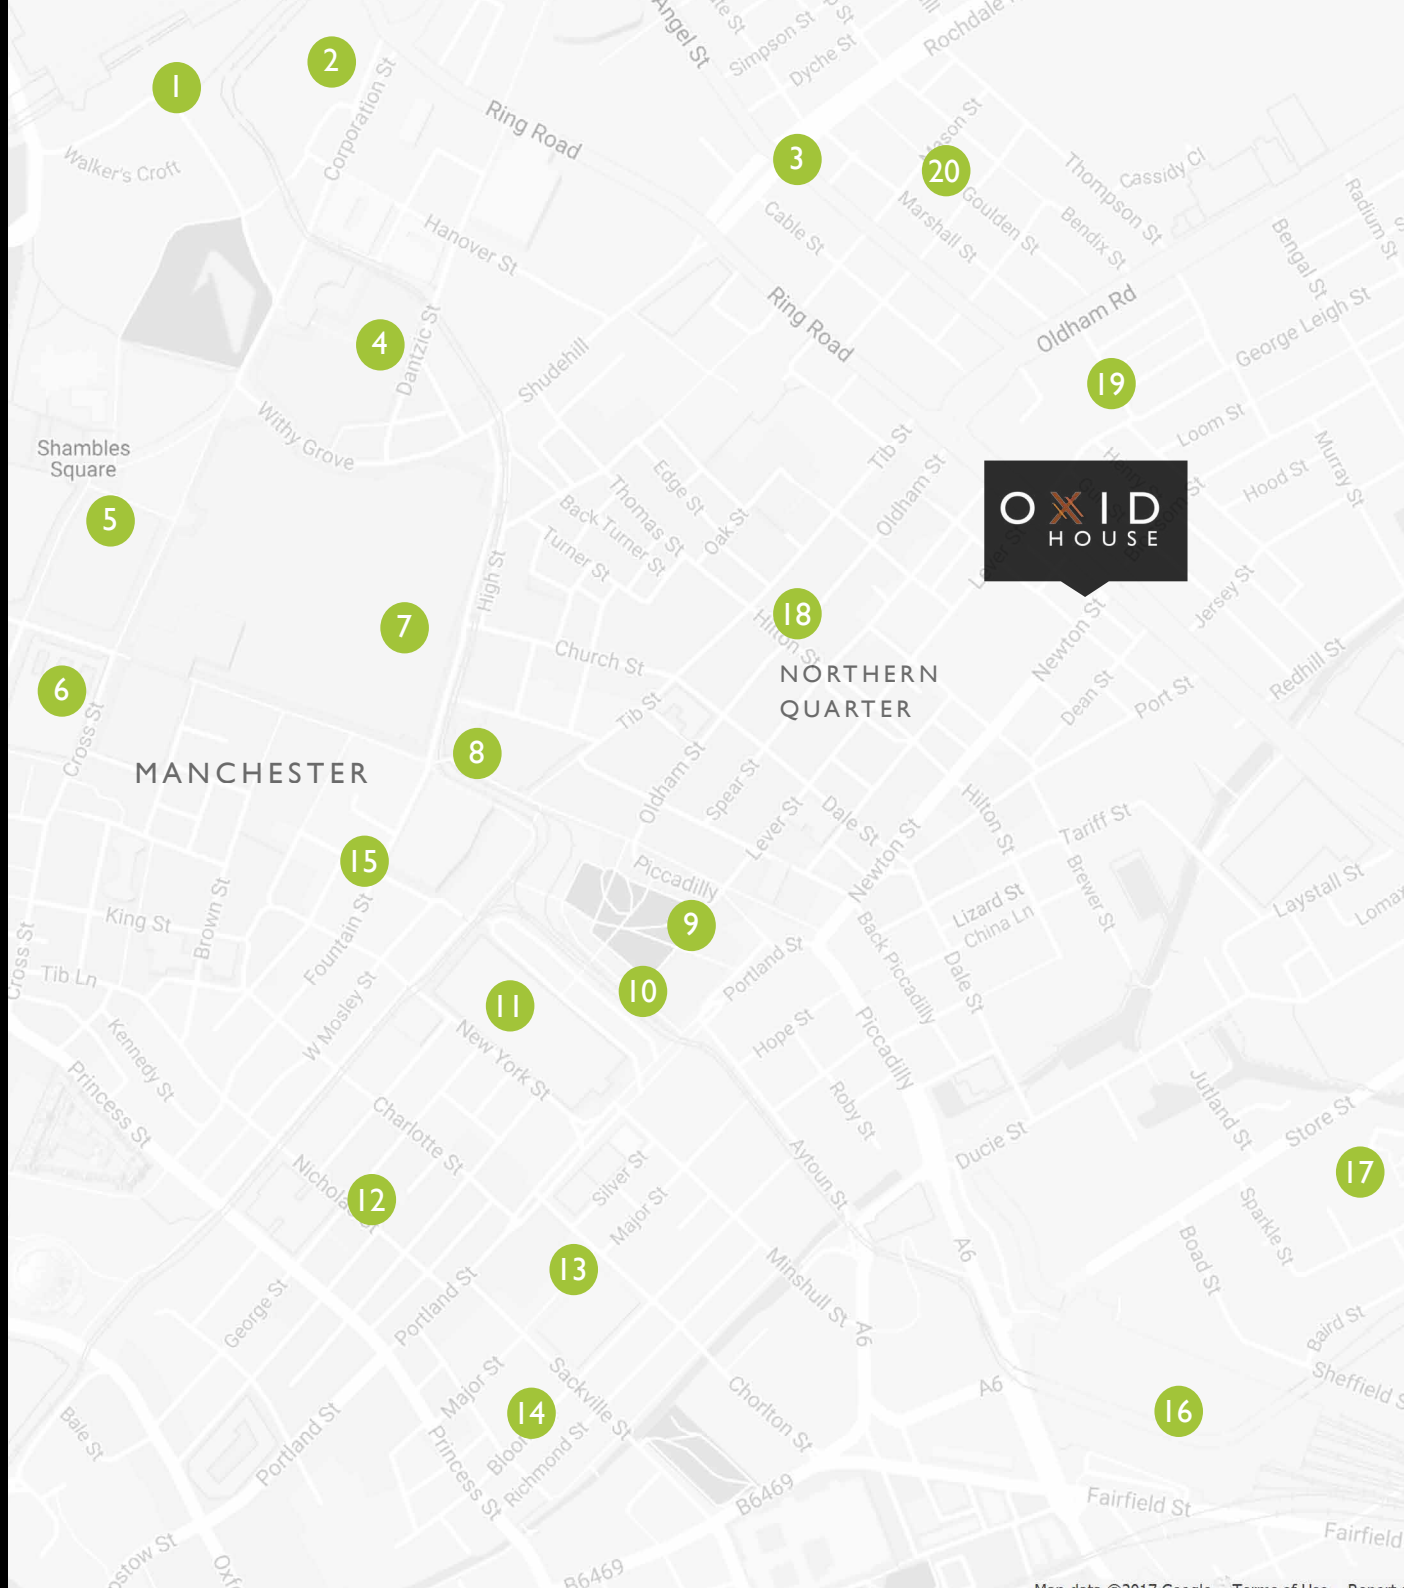 Angel St
Simpson St
Dyche St
Rochdale
2
1
Corporation St
Ring Road
Mason St
Walker's Croft
3
20
Thompson St
Cassidy Cl
Radium St
Cable St
Marshall St
Goulden St
Bendix St
Hanover St
Bengal St
Ring Road
Oldham Rd
George Leigh St
4
Dantzic St
Shudehill
19
Withy Grove
Loom St
Shambles
Square
Tib St
Murray St
Edge St
Thomas St
Oldham St
Hood St
OXID
HOUSE
5
Back Turner St
Oak St
Turner St
High St
Jersey St
7
18
Hilton St
Newton St
Church St
NORTHERN
QUARTER
Redhill St
6
Cross St
Tib St
Dean St
Port St
8
MANCHESTER
Oldham St
Spear St
Lever St
Dale St
Hilton St
Tariff St
15
Piccadilly
Newton St
Brewer St
Laystall St
King St
Brown St
Fountain St
9
Lizard St
China Ln
Cross St
Tib Ln
Portland St
Back Piccadilly
Dale St
10
11
W Mosley St
New York St
Hope St
Piccadilly
Kennedy St
Princess St
Charlotte St
Roby St
Jutland St
Store St
Ducie St
Aytoun St
17
12
Silver St
Major St
Sparkle St
13
A6
Board St
Minshull St
George St
Portland St
A6
Baird St
Major St
Sackville St
Chorlton St
A6
Sheffield S
14
16
Bale St
Portland St
Princess St
Richmond St
B6469
Fairfield St
Fairfield
B6469